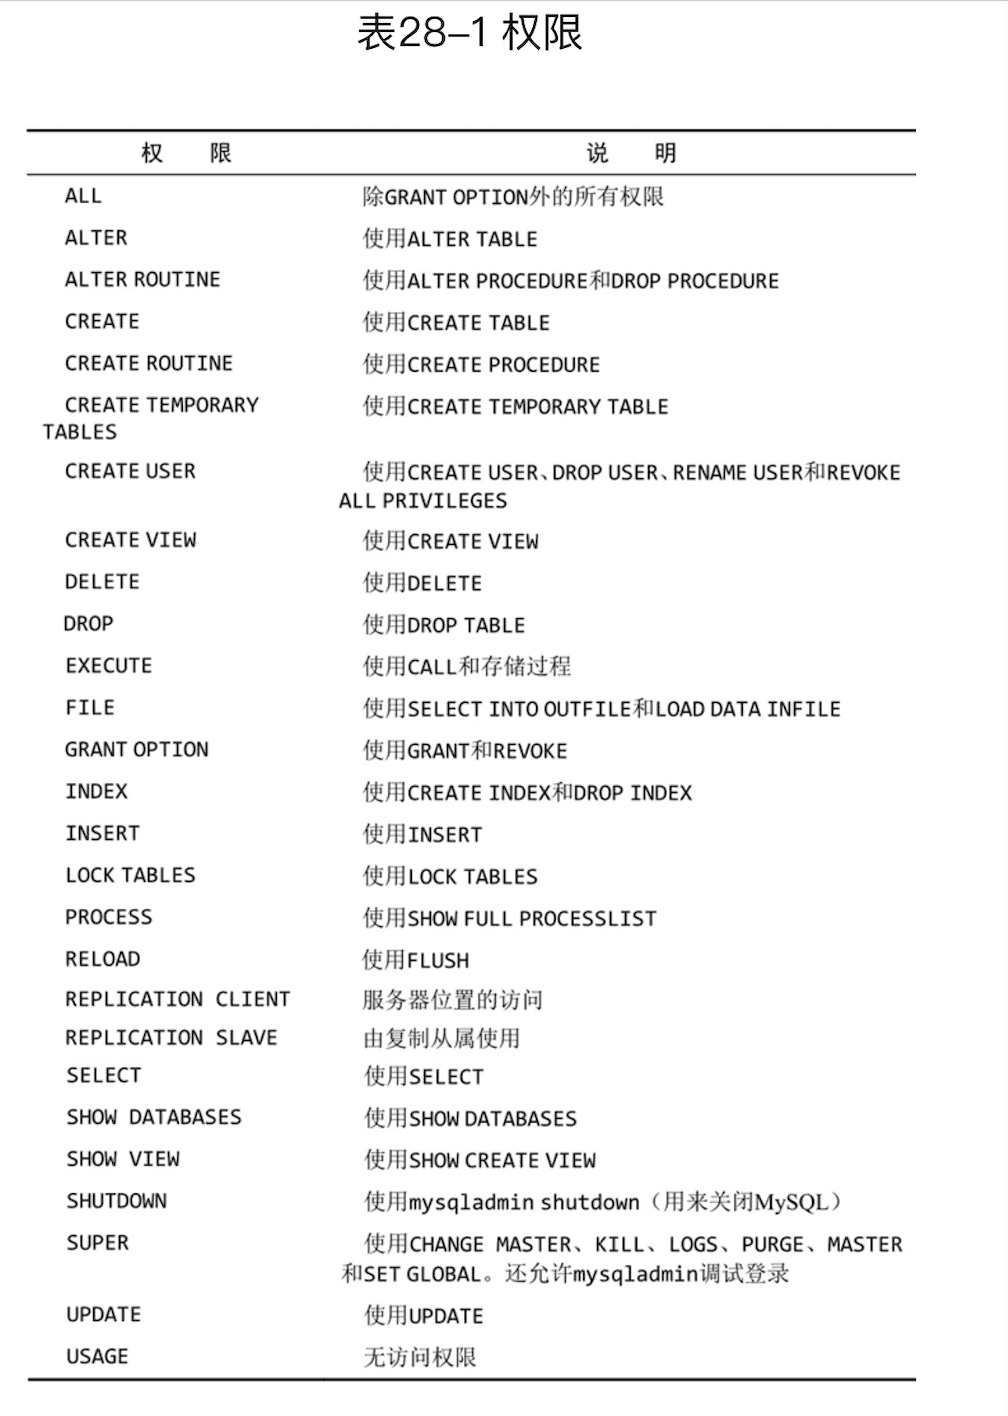 表28–1 权限
权 限 说 明
ALL 除GRANT OPTION外的所有权限
ALTER 使用ALTER TABLE
ALTER ROUTINE 使用ALTER PROCEDURE和DROP PROCEDURE
CREATE 使用CREATE TABLE
CREATE ROUTINE 使用CREATE PROCEDURE
CREATE TEMPORARY 使用CREATE TEMPORARY TABLE
TABLES
CREATE USER 使用CREATE USER、DROP USER、RENAME USER和REVOKE
ALL PRIVILEGES
CREATE VIEW 使用CREATE VIEW
DELETE 使用DELETE
DROP 使用DROP TABLE
EXECUTE 使用CALL和存储过程
FILE 使用SELECT INTO OUTFILE和LOAD DATA INFILE
GRANT OPTION 使用GRANT和REVOKE
INDEX 使用CREATE INDEX和DROP INDEX
INSERT 使用INSERT
LOCK TABLES 使用LOCK TABLES
PROCESS 使用SHOW FULL PROCESSLIST
RELOAD 使用FLUSH
REPLICATION CLIENT 服务器位置的访问
REPLICATION SLAVE 由复制从属使用
SELECT 使用SELECT
SHOW DATABASES 使用SHOW DATABASES
SHOW VIEW 使用SHOW CREATE VIEW
SHUTDOWN 使用mysqladmin shutdown（用来关闭MySQL）
SUPER 使用CHANGE MASTER、KILL、LOGS、PURGE、MASTER
和SET GLOBAL。还允许mysqladmin调试登录
UPDATE 使用UPDATE
USAGE 无访问权限